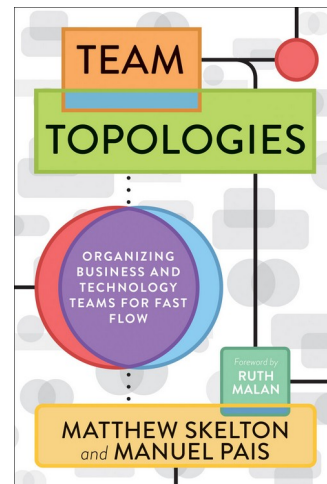 TEAM
TOPOLOGIES
ORGANIZING
BUSINESS AND
TECHNOLOGY
TEAMS FOR FAST
FLOW
Foreword by
RUTH
MALAN
MATTHEW SKELTON
and MANUEL PAIS